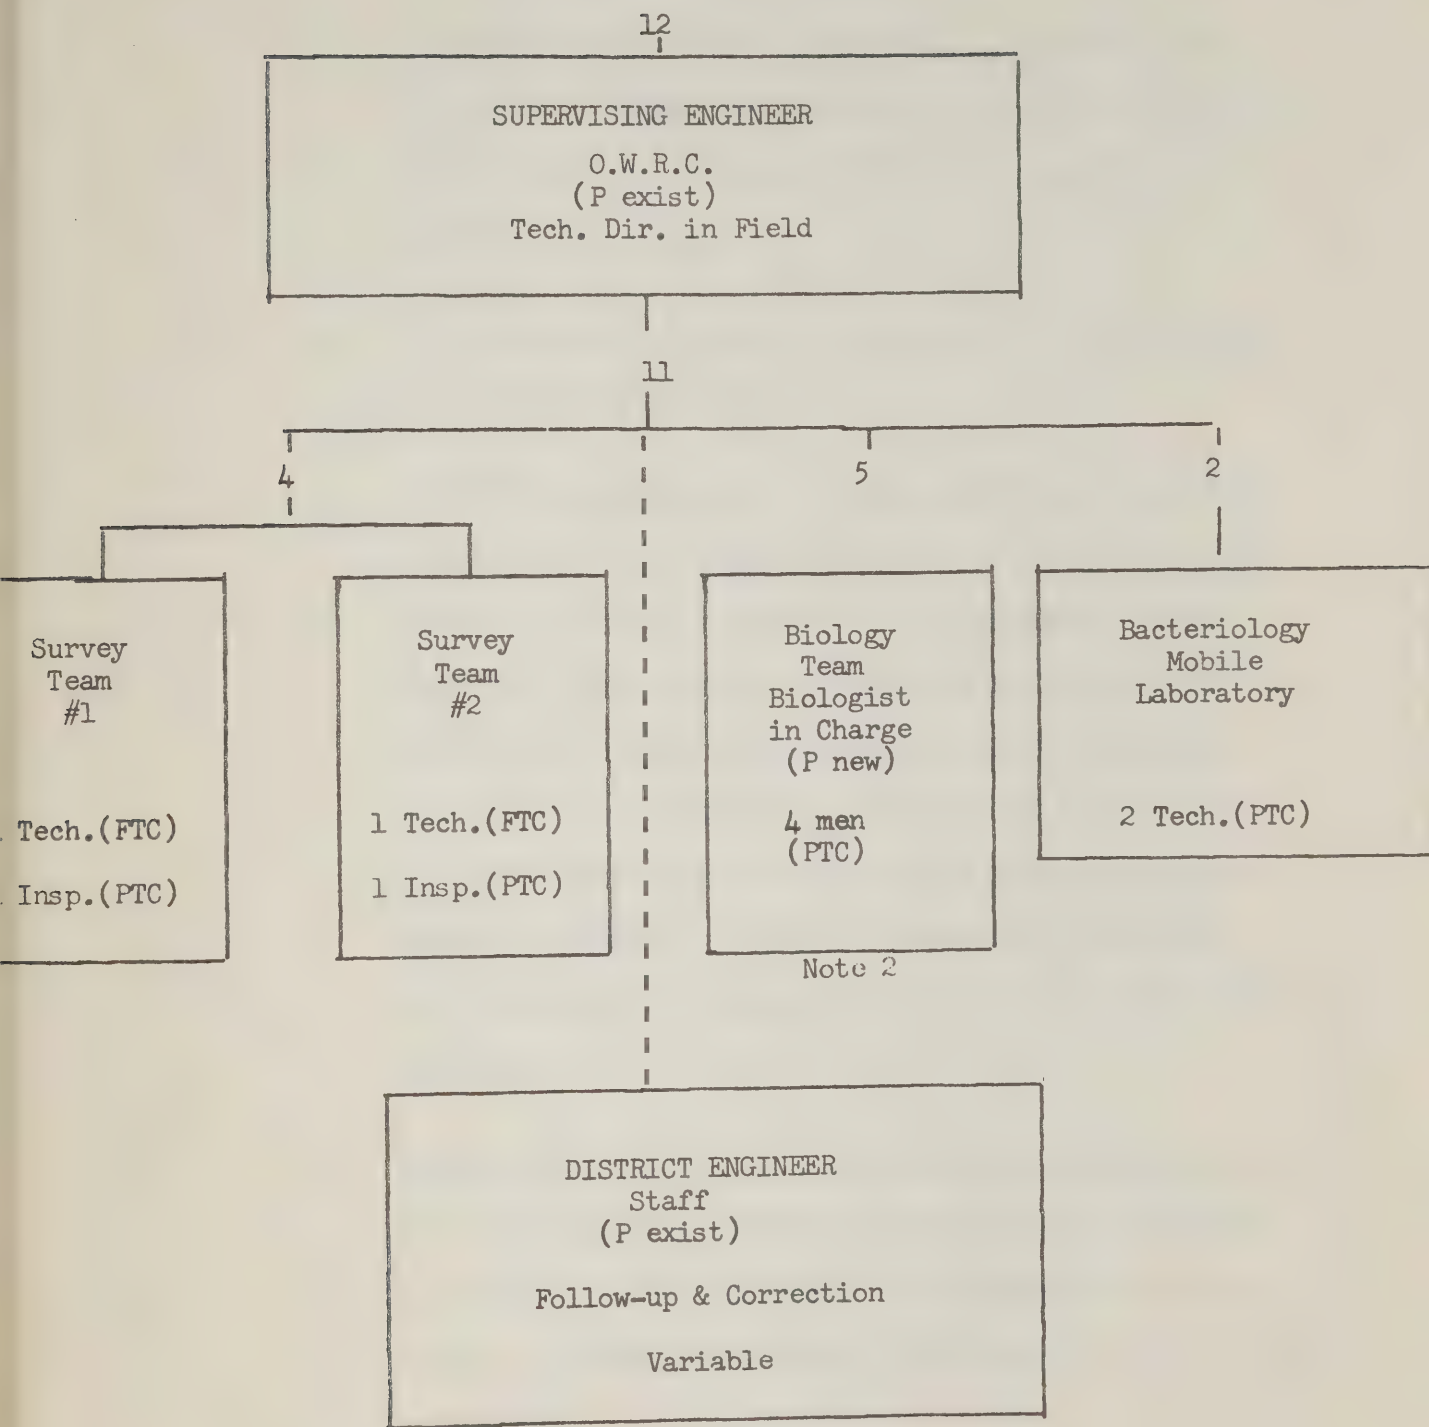 12
SUPERVISING ENGINEER
O.W.R.C.
(P exist)
Tech. Dir. in Field
11
4
5
2
Survey
Team
#1
Tech.(FTC)
Insp.(PTC)
Survey
Team
#2
1 Tech.(FTC)
1 Insp.(PTC)
Biology
Team
Biologist
in Charge
(P new)
4 men
(PTC)
Note 2
Bacteriology
Mobile
Laboratory
2 Tech.(PTC)
DISTRICT ENGINEER
Staff
(P exist)
Follow-up & Correction
Variable